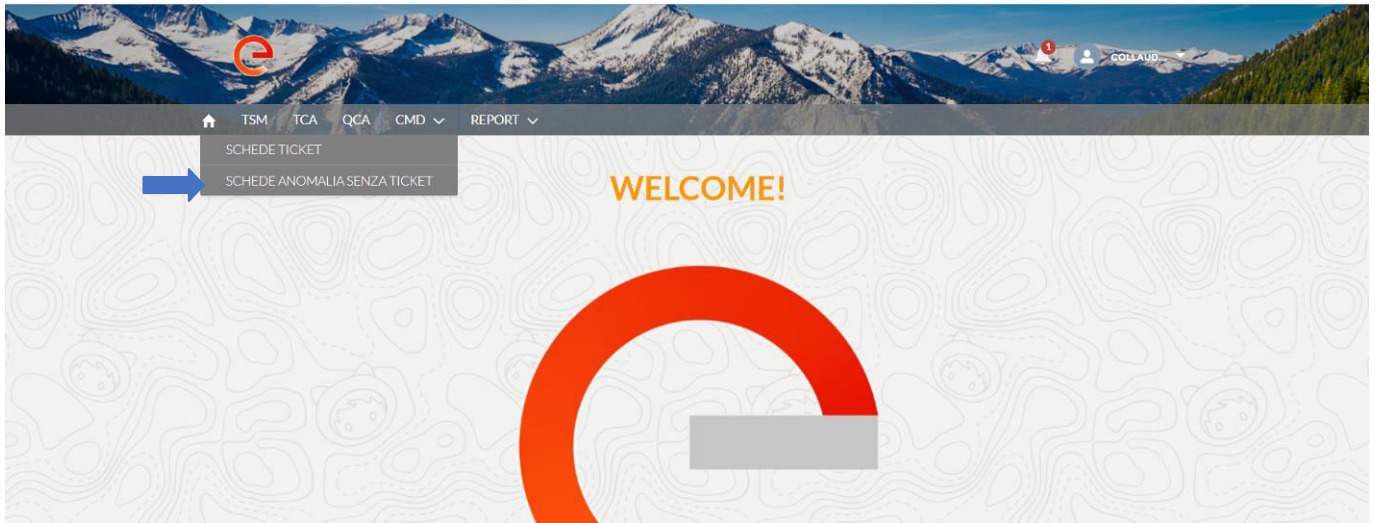 1
COLLAUD...
TSM TCA QCA CMD REPORT
SCHEDE TICKET
SCHEDE ANOMALIA SENZA TICKET
WELCOME!